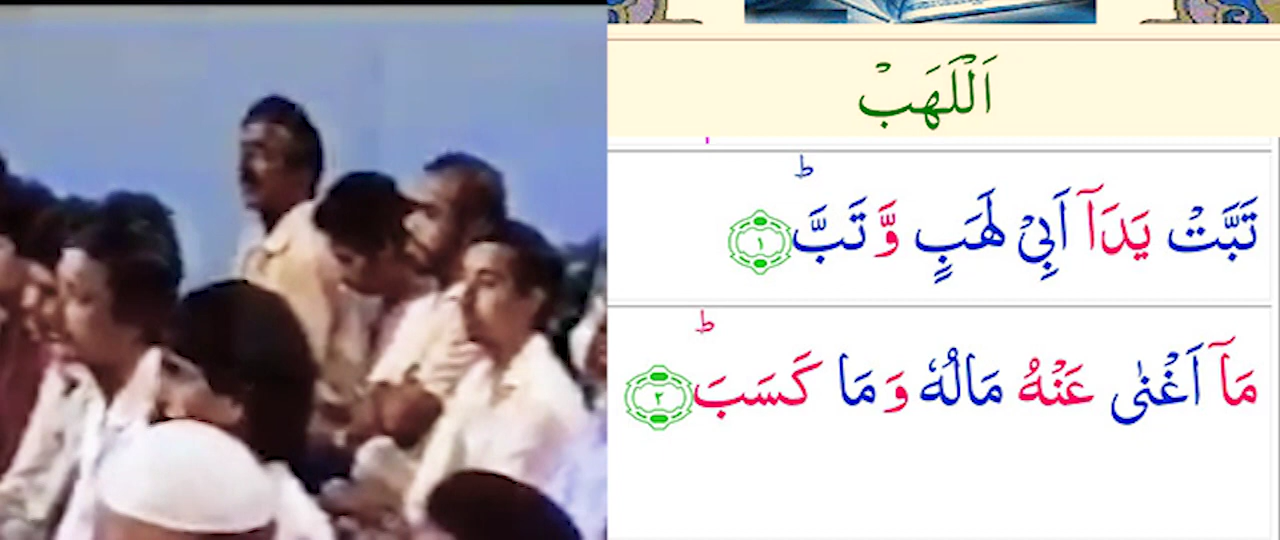 اَللَّهَبْ
تَبَّتْ يَدَآ اَبِيْ لَهَبٍ وَّ تَبَّ ؕ ۝١
مَآ اَغْنٰى عَنْهُ مَالُهٗ وَ مَا كَسَبَ ؕ ۝٢